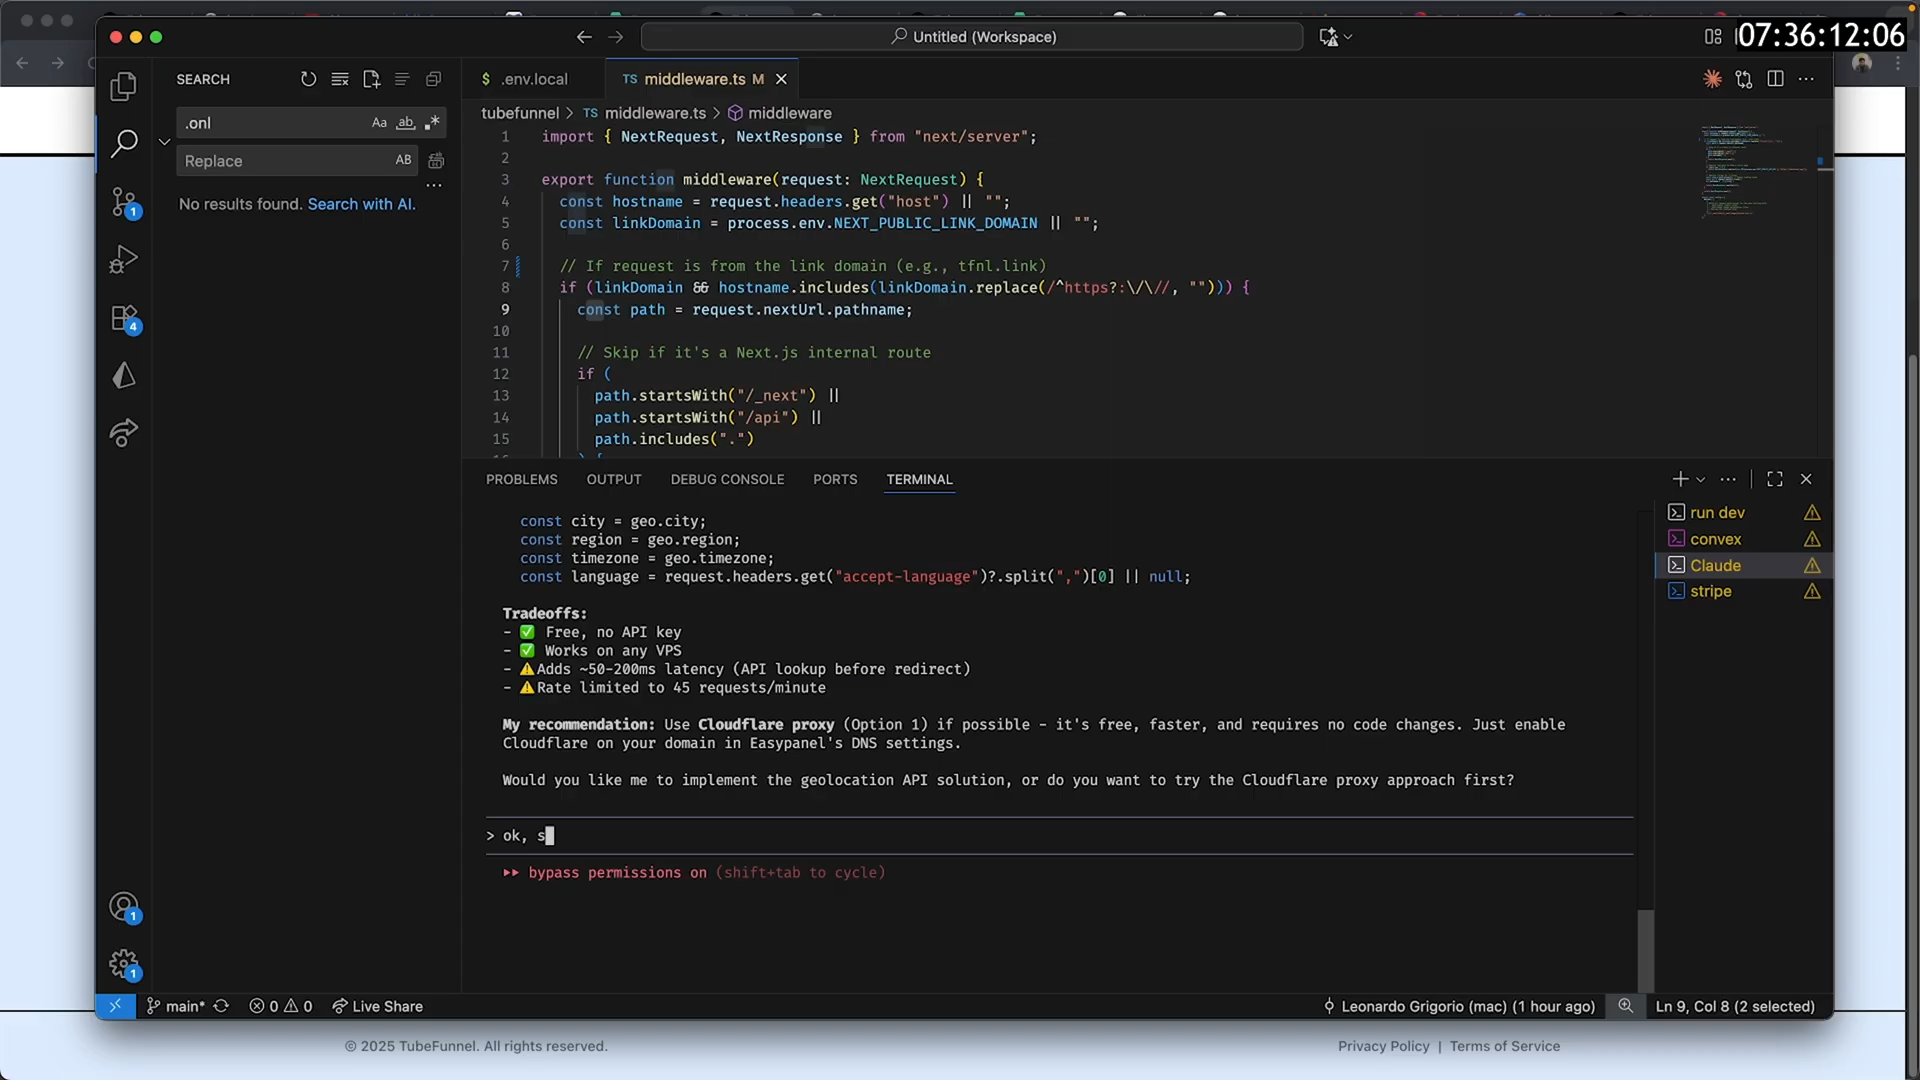 Untitled (Workspace)
07:36:12:06
SEARCH
.onl
Aa
ab
Replace
AB
No results found. Search with AI.
1
4
1
1
$ .env.local
TS middleware.ts M
tubefunnel > TS middleware.ts > middleware
1 import { NextRequest, NextResponse } from "next/server";
2
3 export function middleware(request: NextRequest) {
4 const hostname = request.headers.get("host") || "";
5 const linkDomain = process.env.NEXT_PUBLIC_LINK_DOMAIN || "";
6
7 // If request is from the link domain (e.g., tfnl.link)
8 if (linkDomain && hostname.includes(linkDomain.replace(/^https?:\/\//, ""))) {
9 const path = request.nextUrl.pathname;
10
11 // Skip if it's a Next.js internal route
12 if (
13 path.startsWith("/_next") ||
14 path.startsWith("/api") ||
15 path.includes(".")
PROBLEMS OUTPUT DEBUG CONSOLE PORTS TERMINAL
const city = geo.city;
const region = geo.region;
const timezone = geo.timezone;
const language = request.headers.get("accept-language")?.split(",")[0] || null;
Tradeoffs:
- ✅ Free, no API key
- ✅ Works on any VPS
- ⚠Adds ~50-200ms latency (API lookup before redirect)
- ⚠Rate limited to 45 requests/minute
My recommendation: Use Cloudflare proxy (Option 1) if possible - it's free, faster, and requires no code changes. Just enable
Cloudflare on your domain in Easypanel's DNS settings.
Would you like me to implement the geolocation API solution, or do you want to try the Cloudflare proxy approach first?
> ok, s
bypass permissions on (shift+tab to cycle)
run dev
convex
Claude
stripe
main* 0 0 Live Share
Leonardo Grigorio (mac) (1 hour ago) Ln 9, Col 8 (2 selected)
© 2025 TubeFunnel. All rights reserved.
Privacy Policy | Terms of Service